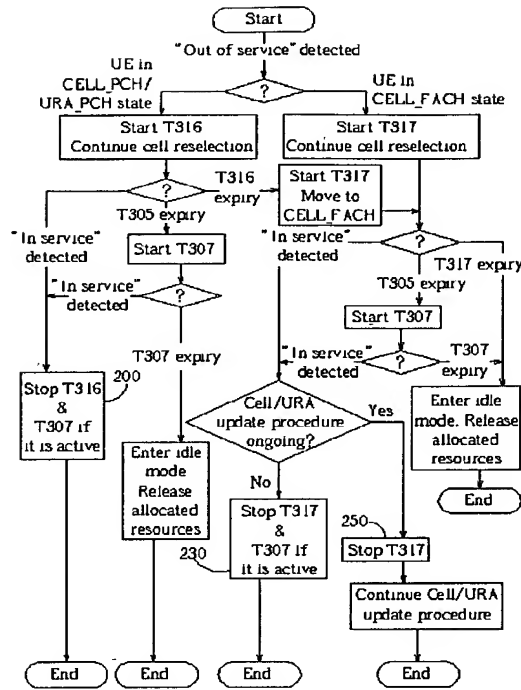 Start
"Out of service" detected
UE in
CELL_PCH/
URA_PCH state
?
UE in
CELL_FACH
state
Start T316
Continue cell reselection
Start T317
Continue cell reselection
?
T316
expiry
Start T317
Move to
CELL_FACH
T305 expiry
"In service"
detected
Start T307
"In service"
detected
?
T317 expiry
T305
expiry
"In service"
detected
?
Start T307
T307 expiry
"In service"
detected
?
T307
expiry
Stop T316
&
T307 if
it is active
200
Cell/URA
update procedure
ongoing?
Yes
Enter idle
mode. Release
allocated
resources
Enter idle
mode
Release
allocated
resources
No
End
Stop T317
&
T307 if
it is active
230
250
Stop T317
Continue Cell/URA
update procedure
End
End
End
End